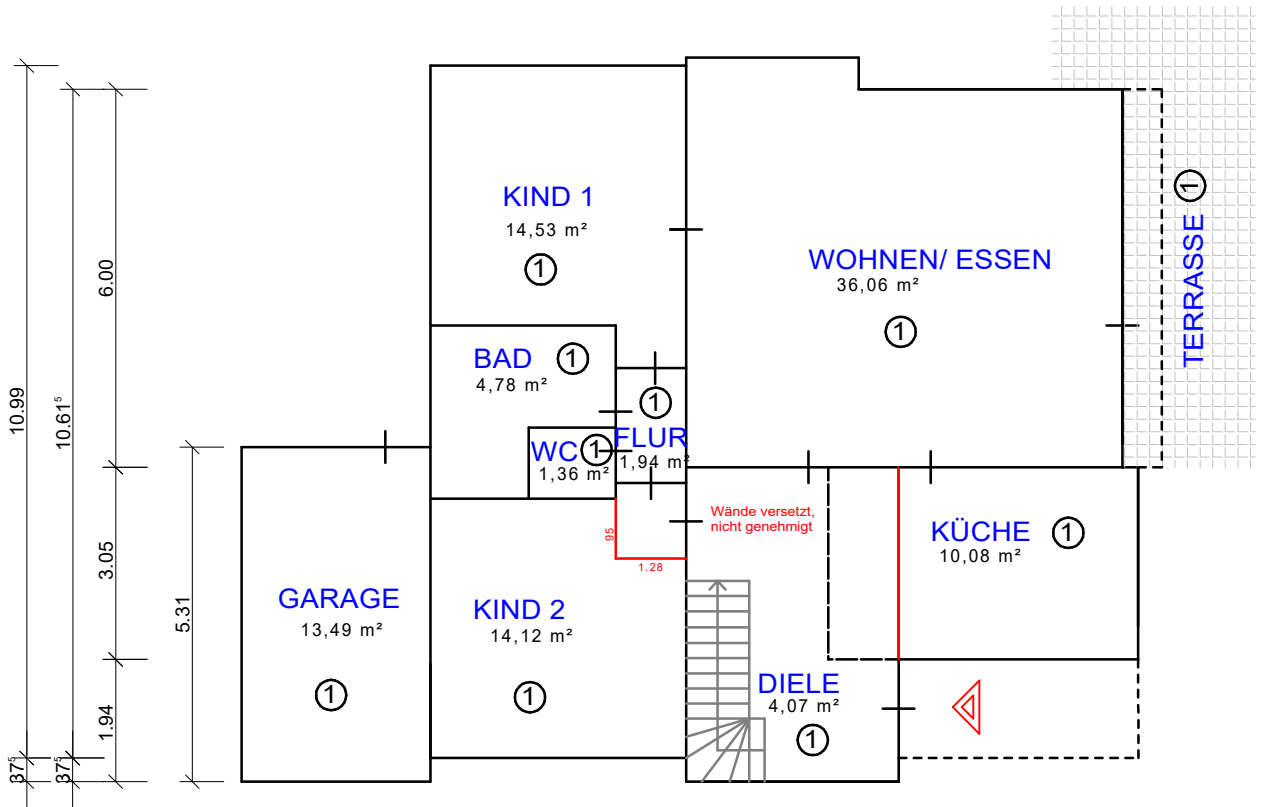 KIND 1
14,53 m²
1
WOHNEN/ ESSEN
36,06 m²
1
TERRASSE 1
BAD 1
4,78 m²
1
FLUR
1,94 m²
WC 1
1,36 m²
Wände versetzt,
nicht genehmigt
KÜCHE 1
10,08 m²
95
1.28
GARAGE
13,49 m²
1
KIND 2
14,12 m²
1
DIELE
4,07 m²
1
10.99
10.61⁵
6.00
3.05
1.94
5.31
37⁵
37⁵